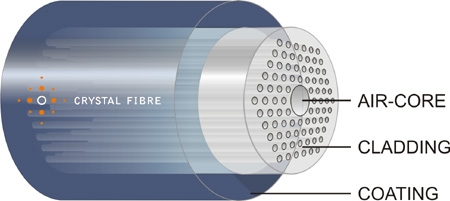 CRYSTAL FIBRE
AIR-CORE
CLADDING
COATING